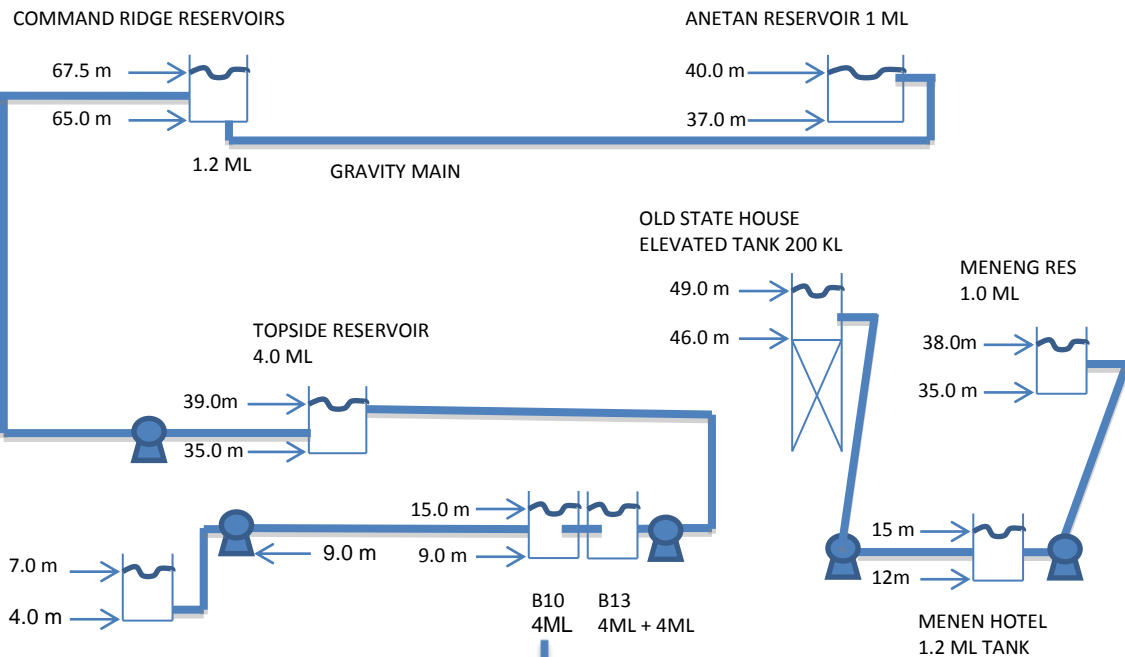 COMMAND RIDGE RESERVOIRS
67.5 m
65.0 m
1.2 ML
GRAVITY MAIN
ANETAN RESERVOIR 1 ML
40.0 m
37.0 m
OLD STATE HOUSE
ELEVATED TANK 200 KL
49.0 m
46.0 m
MENENG RES
1.0 ML
38.0m
35.0 m
TOPSIDE RESERVOIR
4.0 ML
39.0m
35.0 m
15.0 m
9.0 m
9.0 m
7.0 m
4.0 m
B10
4ML
B13
4ML + 4ML
15 m
12m
MENEN HOTEL
1.2 ML TANK